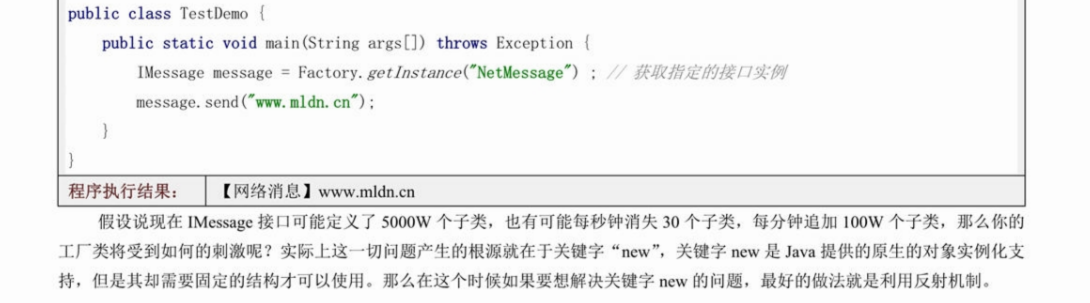 public class TestDemo {
public static void main(String args[]) throws Exception {
IMessage message = Factory.getInstance("NetMessage") ; // 获取指定的接口实例
message.send("www.mldn.cn");
}
}
程序执行结果： 【网络消息】www.mldn.cn
假设说现在 IMessage 接口可能定义了 5000W 个子类，也有可能每秒钟消失 30 个子类，每分钟追加 100W 个子类，那么你的
工厂类将受到如何的刺激呢？实际上这一切问题产生的根源就在于关键字“new”，关键字 new 是 Java 提供的原生的对象实例化支
持，但是其却需要固定的结构才可以使用。那么在这个时候如果要想解决关键字 new 的问题，最好的做法就是利用反射机制。